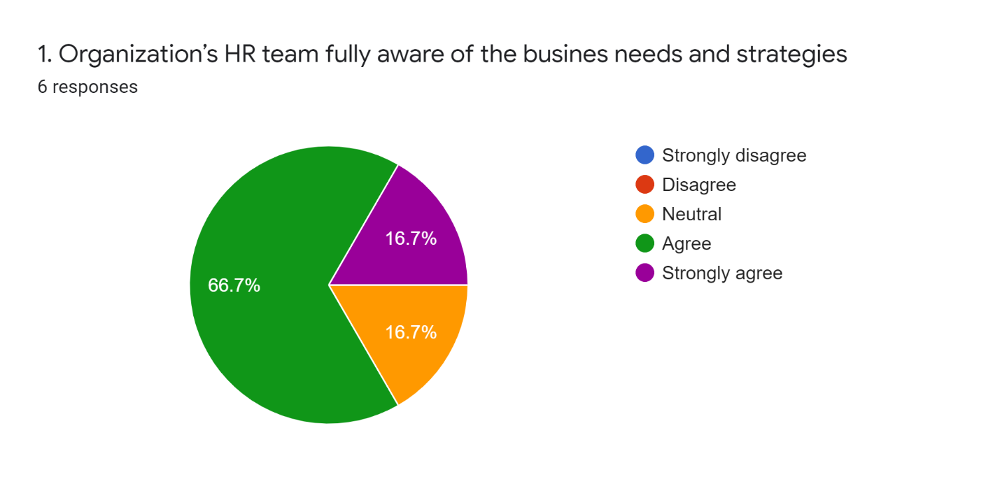 1. Organization’s HR team fully aware of the busines needs and strategies
6 responses
Strongly disagree
Disagree
Neutral
Agree
Strongly agree
16.7%
66.7%
16.7%